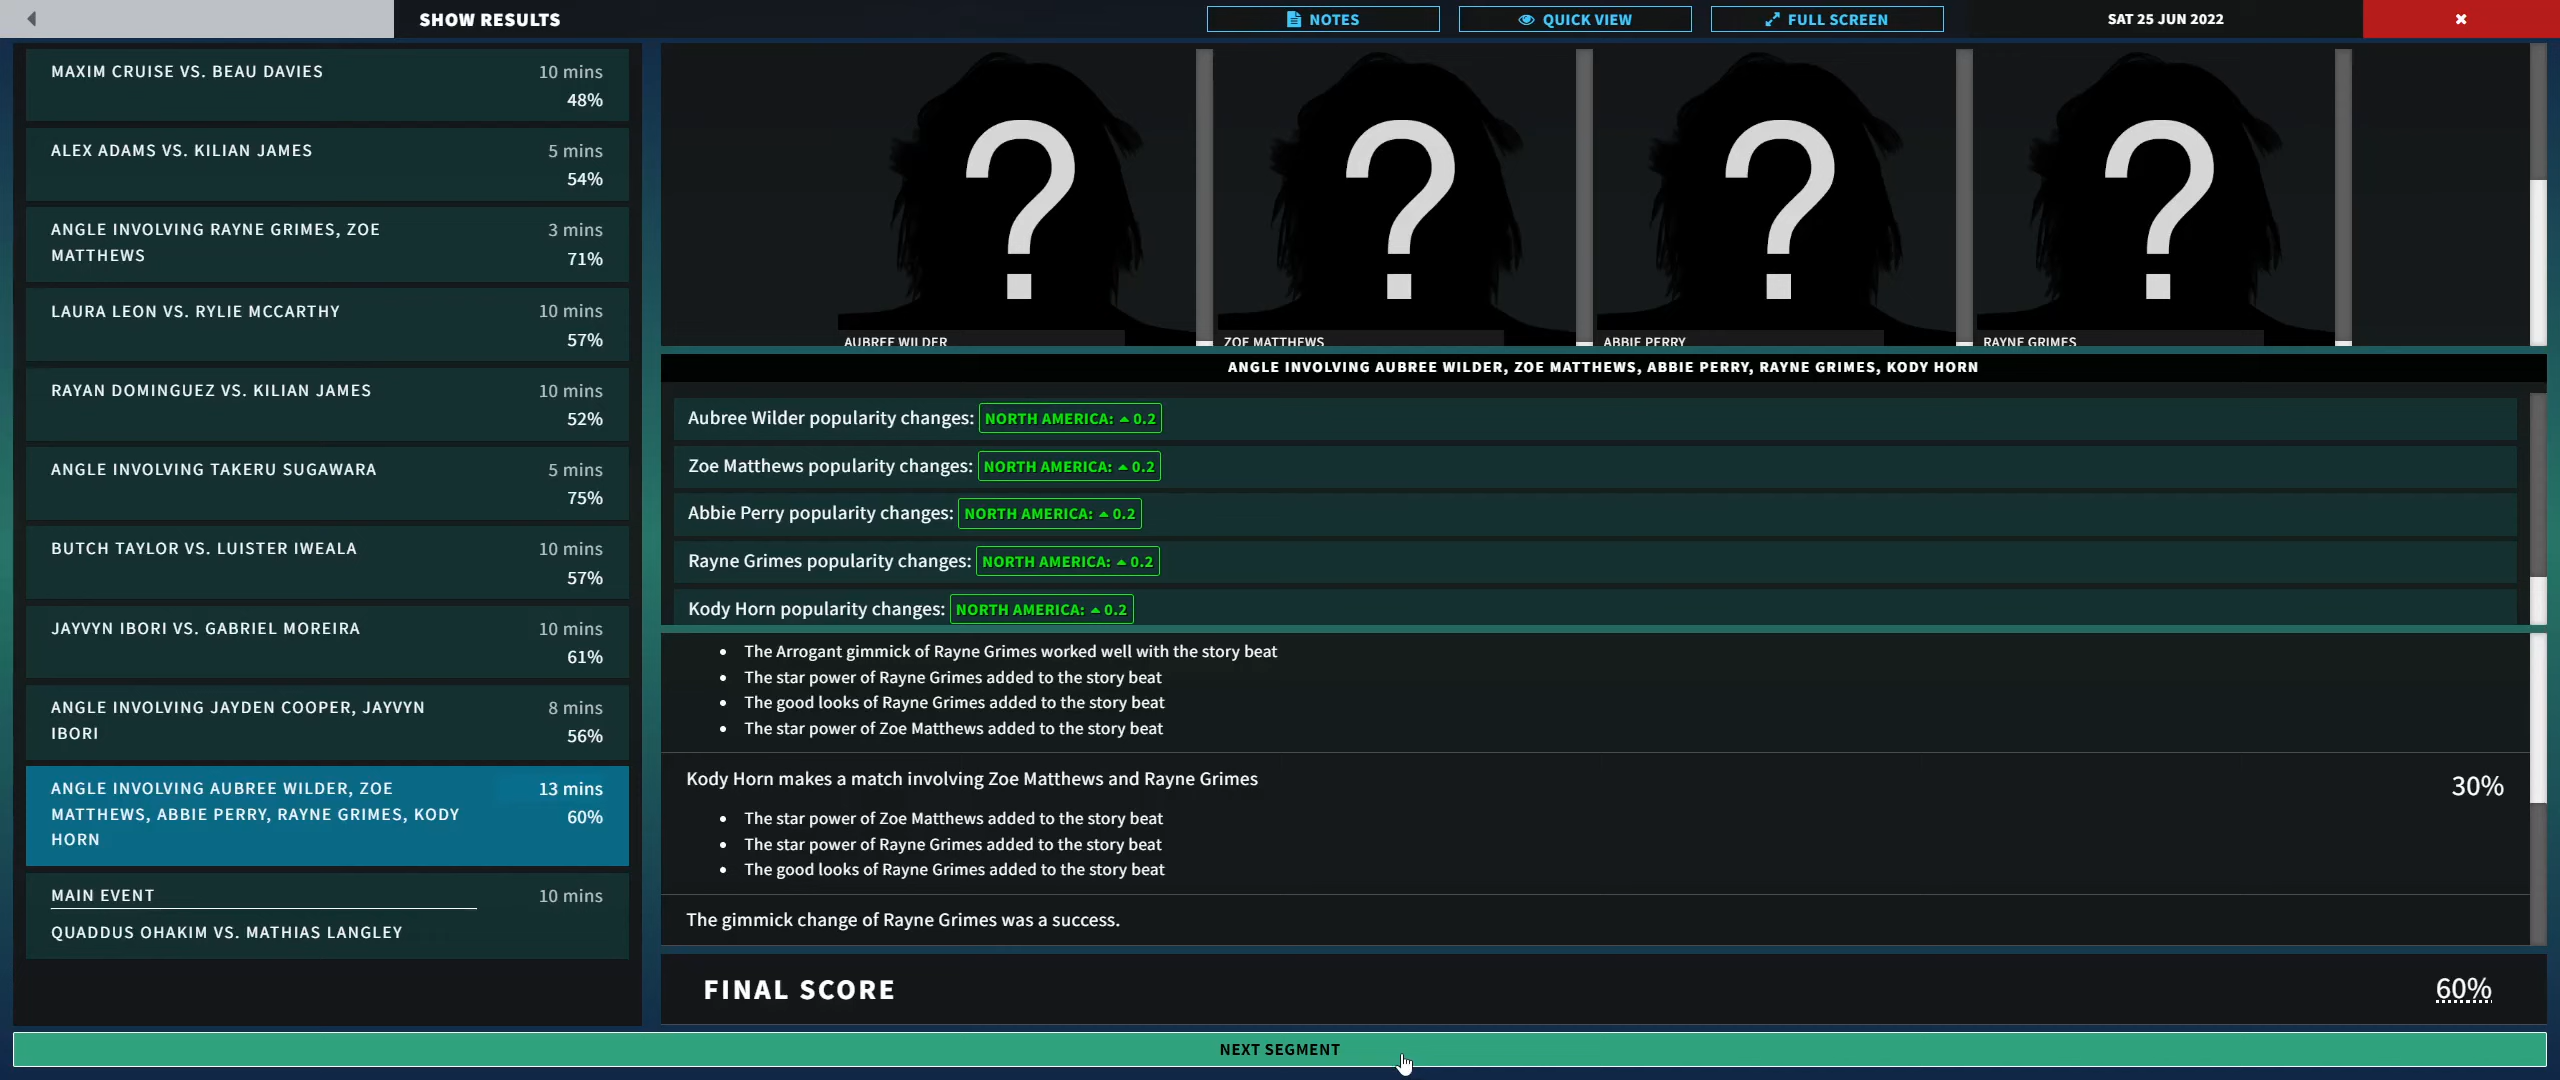 SHOW RESULTS
NOTES
QUICK VIEW
FULL SCREEN
SAT 25 JUN 2022
MAXIM CRUISE VS. BEAU DAVIES
10 mins
48%
ALEX ADAMS VS. KILIAN JAMES
5 mins
54%
ANGLE INVOLVING RAYNE GRIMES, ZOE
MATTHEWS
3 mins
71%
LAURA LEON VS. RYLIE MCCARTHY
10 mins
57%
RAYAN DOMINGUEZ VS. KILIAN JAMES
10 mins
52%
ANGLE INVOLVING TAKERU SUGAWARA
5 mins
75%
BUTCH TAYLOR VS. LUISTER IWEALA
10 mins
57%
JAYVYN IBORI VS. GABRIEL MOREIRA
10 mins
61%
ANGLE INVOLVING JAYDEN COOPER, JAYVYN
IBORI
8 mins
56%
ANGLE INVOLVING AUBREE WILDER, ZOE
MATTHEWS, ABBIE PERRY, RAYNE GRIMES, KODY
HORN
13 mins
60%
MAIN EVENT
10 mins
QUADDUS OHAKIM VS. MATHIAS LANGLEY
? ? ? ?
AUBREE WILDER
ZOE MATTHEWS
ABBIE PERRY
RAYNE GRIMES
ANGLE INVOLVING AUBREE WILDER, ZOE MATTHEWS, ABBIE PERRY, RAYNE GRIMES, KODY HORN
Aubree Wilder popularity changes: NORTH AMERICA: 0.2
Zoe Matthews popularity changes: NORTH AMERICA: 0.2
Abbie Perry popularity changes: NORTH AMERICA: 0.2
Rayne Grimes popularity changes: NORTH AMERICA: 0.2
Kody Horn popularity changes: NORTH AMERICA: 0.2
• The Arrogant gimmick of Rayne Grimes worked well with the story beat
• The star power of Rayne Grimes added to the story beat
• The good looks of Rayne Grimes added to the story beat
• The star power of Zoe Matthews added to the story beat
Kody Horn makes a match involving Zoe Matthews and Rayne Grimes
30%
• The star power of Zoe Matthews added to the story beat
• The star power of Rayne Grimes added to the story beat
• The good looks of Rayne Grimes added to the story beat
The gimmick change of Rayne Grimes was a success.
FINAL SCORE
60%
NEXT SEGMENT